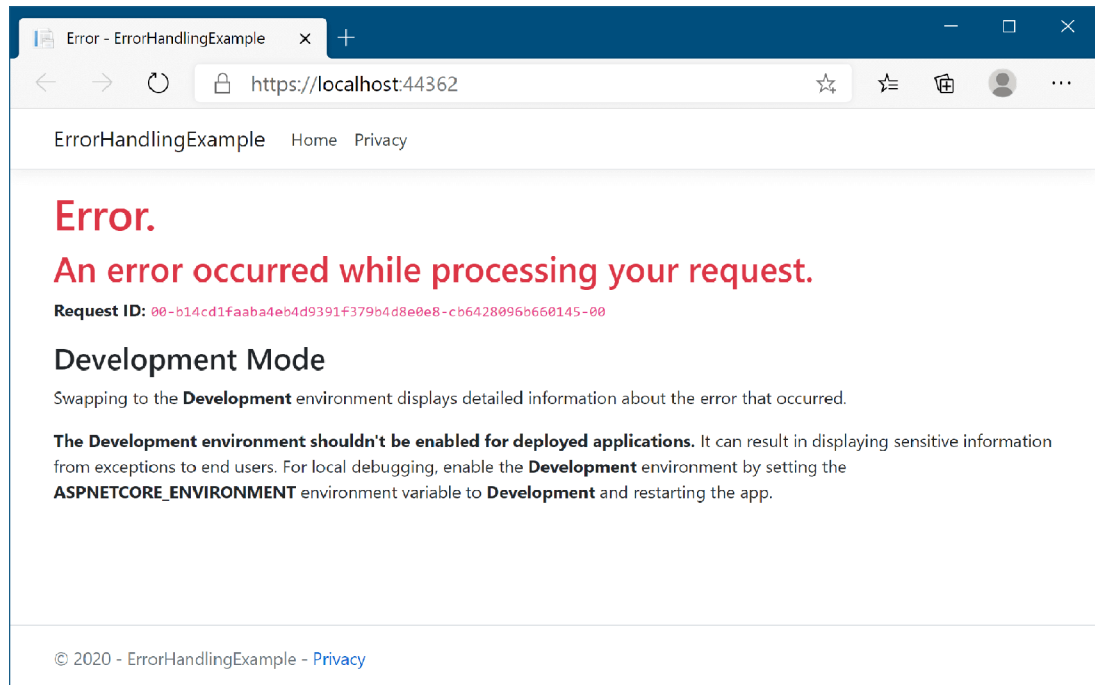 Error - ErrorHandlingExample
https://localhost:44362
ErrorHandlingExample Home Privacy
Error.
An error occurred while processing your request.
Request ID: 00-b14cd1faaba4eb4d9391f379b4d8e0e8-cb6428096b660145-00
Development Mode
Swapping to the Development environment displays detailed information about the error that occurred.
The Development environment shouldn't be enabled for deployed applications. It can result in displaying sensitive information
from exceptions to end users. For local debugging, enable the Development environment by setting the
ASPNETCORE_ENVIRONMENT environment variable to Development and restarting the app.
© 2020 - ErrorHandlingExample - Privacy